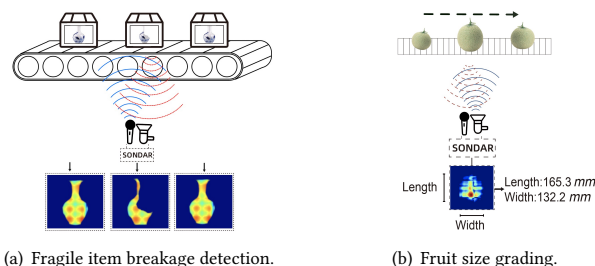 SONDAR
SONDAR
Length
Length:165.3 mm
Width:132.2 mm
Width
(a) Fragile item breakage detection.
(b) Fruit size grading.